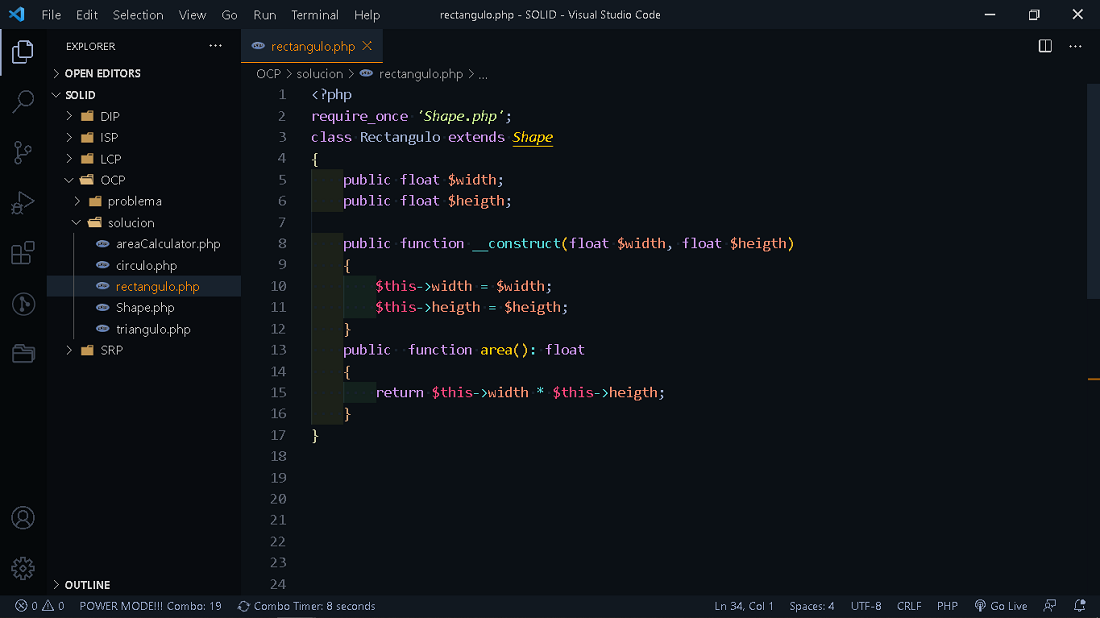 File Edit Selection View Go Run Terminal Help rectangulo.php - SOLID - Visual Studio Code
EXPLORER
OPEN EDITORS
SOLID
DIP
ISP
LCP
OCP
problema
solucion
areaCalculator.php
circulo.php
rectangulo.php
Shape.php
triangulo.php
SRP
OUTLINE
rectangulo.php
OCP > solucion > rectangulo.php > ...
1 <?php
2 require_once 'Shape.php';
3 class Rectangulo extends Shape
4 {
5 public float $width;
6 public float $heigth;
7
8 public function __construct(float $width, float $heigth)
9 {
10 $this->width = $width;
11 $this->heigth = $heigth;
12 }
13 public  function area(): float
14 {
15 return $this->width * $this->heigth;
16 }
17 }
18
19
20
21
22
23
24
0 0 POWER MODE!!! Combo: 19 Combo Timer: 8 seconds Ln 34, Col 1 Spaces: 4 UTF-8 CRLF PHP Go Live